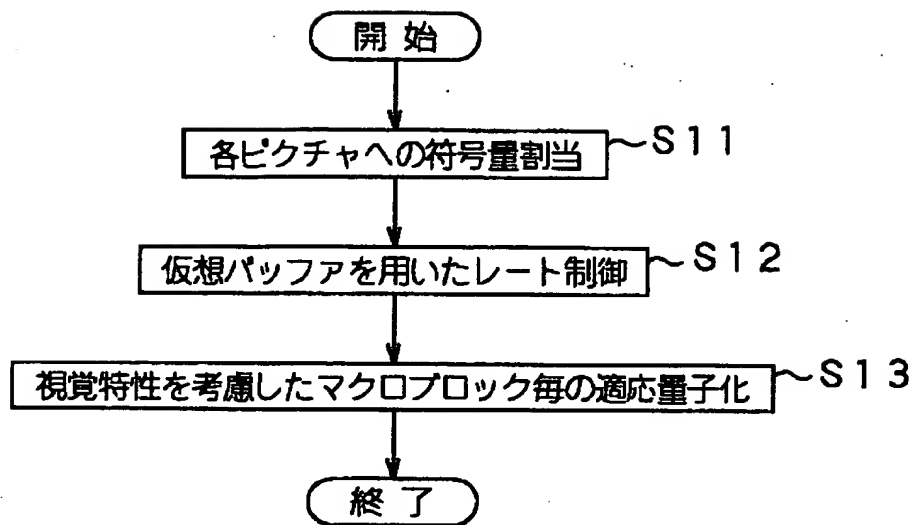 開始
各ピクチャへの符号量割当 ～S11
仮想バッファを用いたレート制御 ～S12
視覚特性を考慮したマクロブロック毎の適応量子化 ～S13
終了